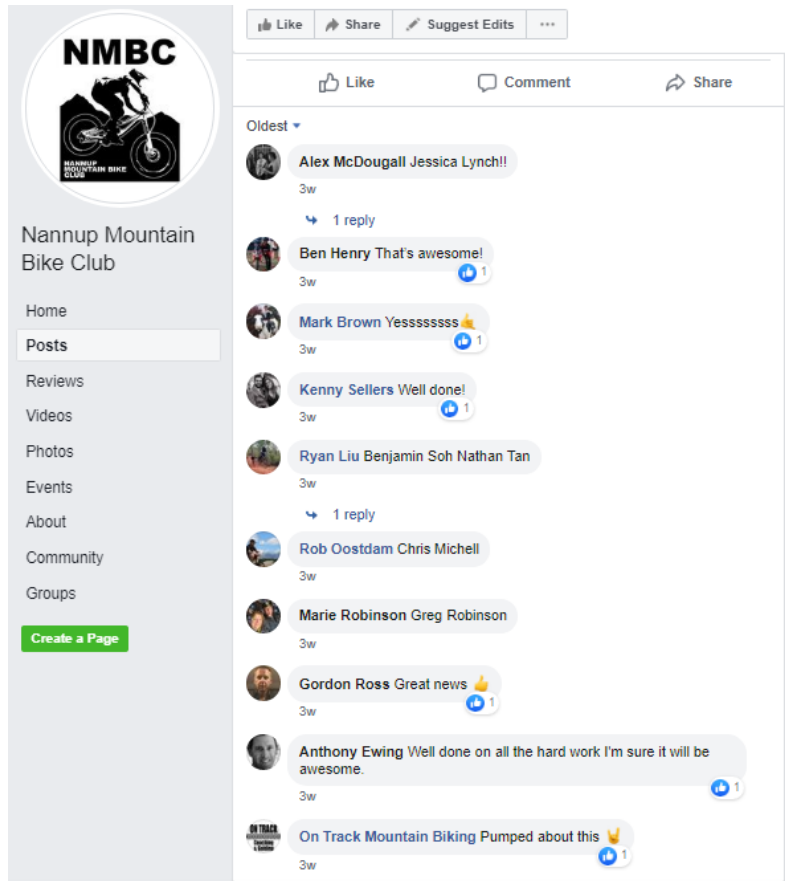 NMBC
NANNUP
MOUNTAIN BIKE
CLUB
Nannup Mountain
Bike Club
Home
Posts
Reviews
Videos
Photos
Events
About
Community
Groups
Create a Page
Like
Share
Suggest Edits
...
Like
Comment
Share
Oldest
Alex McDougall Jessica Lynch!!
3w
1 reply
Ben Henry That's awesome!
1
3w
Mark Brown Yessssssss🤙
1
3w
Kenny Sellers Well done!
1
3w
Ryan Liu Benjamin Soh Nathan Tan
3w
1 reply
Rob Oostdam Chris Michell
3w
Marie Robinson Greg Robinson
3w
Gordon Ross Great news 👍
1
3w
Anthony Ewing Well done on all the hard work I'm sure it will be
awesome.
1
3w
ON TRACK
On Track Mountain Biking Pumped about this 🤘
1
3w